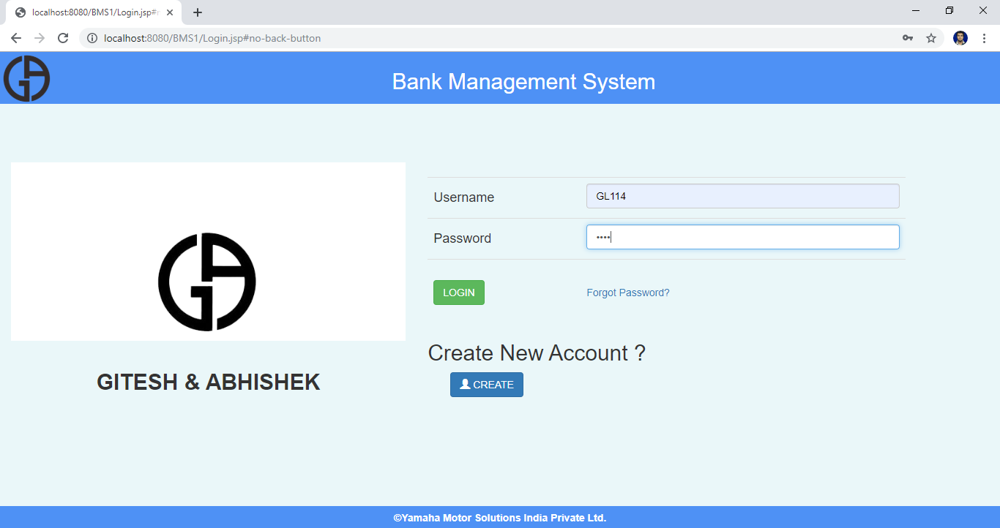 localhost:8080/BMS1/Login.jsp#
localhost:8080/BMS1/Login.jsp#no-back-button
Bank Management System
Username
GL114
Password
••••
LOGIN
Forgot Password?
Create New Account ?
CREATE
GITESH & ABHISHEK
©Yamaha Motor Solutions India Private Ltd.